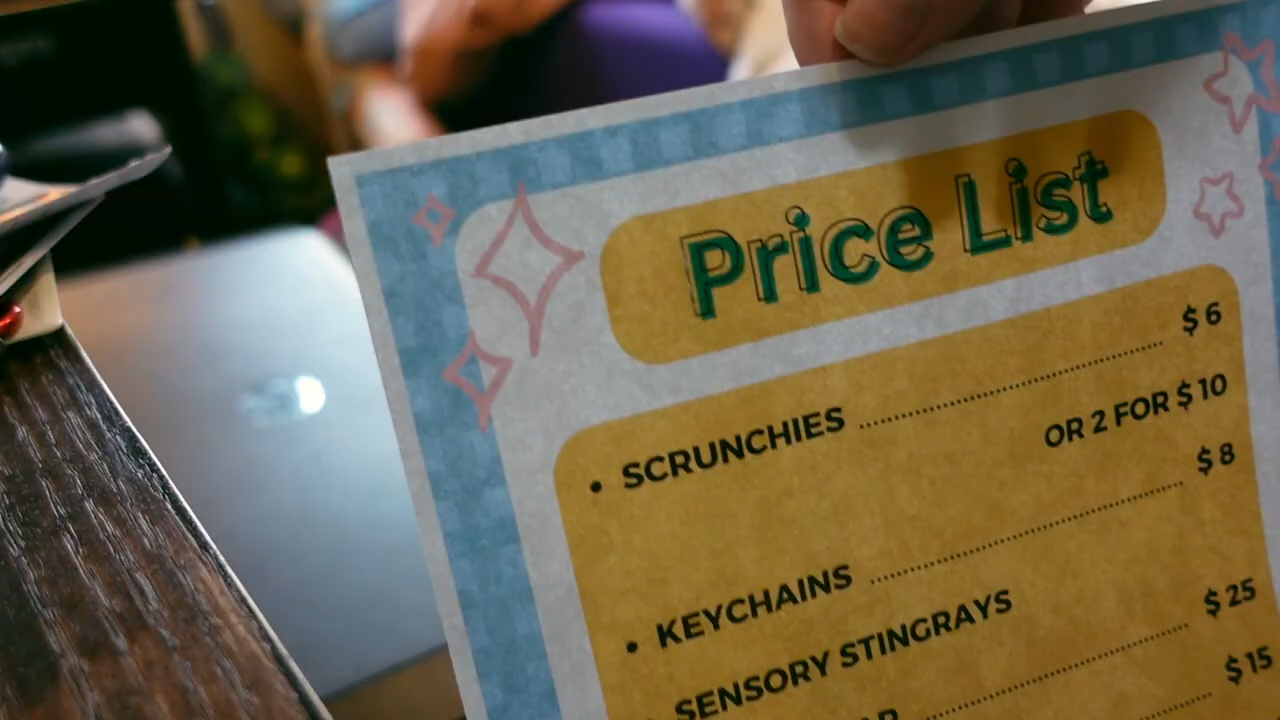 Price List
• SCRUNCHIES ........ $6
OR 2 FOR $10
• KEYCHAINS ........ $8
SENSORY STINGRAYS
$25
$15